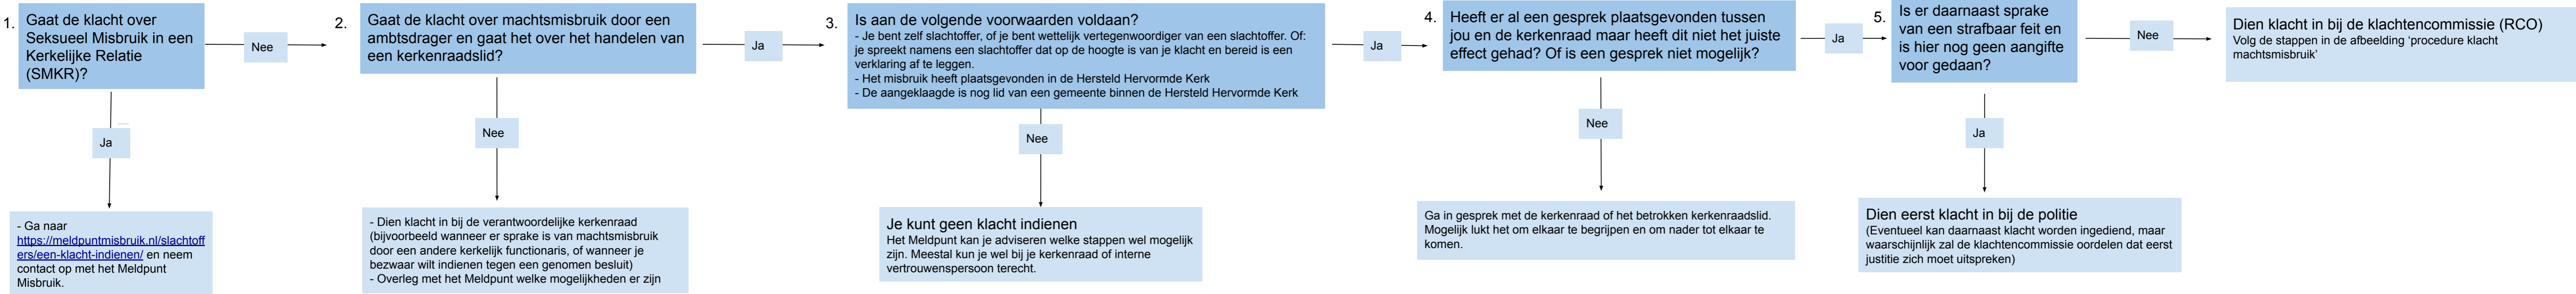 1.
Gaat de klacht over
Seksueel Misbruik in een
Kerkelijke Relatie
(SMKR)?
Nee
Ja
- Ga naar
https://meldpuntmisbruik.nl/slachtoff
ers/een-klacht-indienen/ en neem
contact op met het Meldpunt
Misbruik.
2.
Gaat de klacht over machtsmisbruik door een
ambtsdrager en gaat het over het handelen van
een kerkenraadslid?
Ja
Nee
- Dien klacht in bij de verantwoordelijke kerkenraad
(bijvoorbeeld wanneer er sprake is van machtsmisbruik
door een andere kerkelijk functionaris, of wanneer je
bezwaar wilt indienen tegen een genomen besluit)
- Overleg met het Meldpunt welke mogelijkheden er zijn
3.
Is aan de volgende voorwaarden voldaan?
- Je bent zelf slachtoffer, of je bent wettelijk vertegenwoordiger van een slachtoffer. Of:
je spreekt namens een slachtoffer dat op de hoogte is van je klacht en bereid is een
verklaring af te leggen.
- Het misbruik heeft plaatsgevonden in de Hersteld Hervormde Kerk
- De aangeklaagde is nog lid van een gemeente binnen de Hersteld Hervormde Kerk
Ja
Nee
Je kunt geen klacht indienen
Het Meldpunt kan je adviseren welke stappen wel mogelijk
zijn. Meestal kun je wel bij je kerkenraad of interne
vertrouwenspersoon terecht.
4.
Heeft er al een gesprek plaatsgevonden tussen
jou en de kerkenraad maar heeft dit niet het juiste
effect gehad? Of is een gesprek niet mogelijk?
Ja
Nee
Ga in gesprek met de kerkenraad of het betrokken kerkenraadslid.
Mogelijk lukt het om elkaar te begrijpen en om nader tot elkaar te
komen.
5.
Is er daarnaast sprake
van een strafbaar feit en
is hier nog geen aangifte
voor gedaan?
Nee
Ja
Dien eerst klacht in bij de politie
(Eventueel kan daarnaast klacht worden ingediend, maar
waarschijnlijk zal de klachtencommissie oordelen dat eerst
justitie zich moet uitspreken)
Dien klacht in bij de klachtencommissie (RCO)
Volg de stappen in de afbeelding ‘procedure klacht
machtsmisbruik’